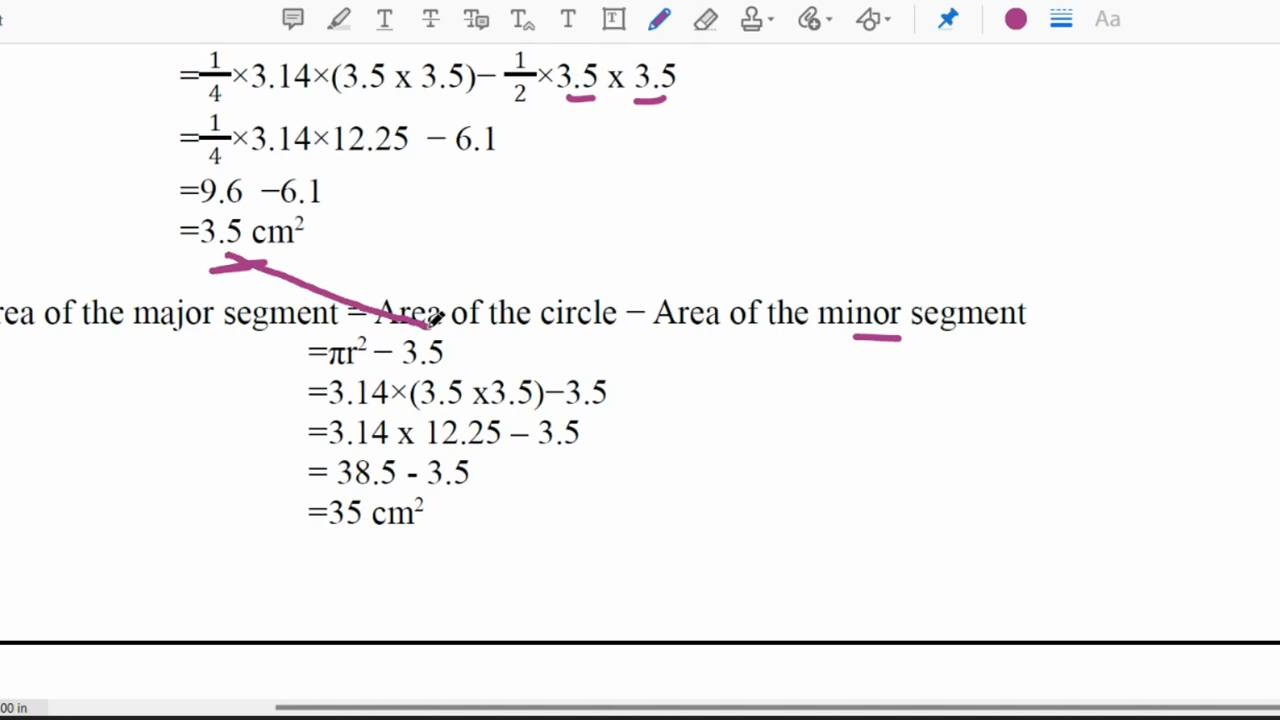 t T T T T T Aa
=1/4×3.14×(3.5 x 3.5)− 1/2×3.5 x 3.5
=1/4×3.14×12.25 − 6.1
=9.6 −6.1
=3.5 cm²
rea of the major segment = Area of the circle − Area of the minor segment
=πr² − 3.5
=3.14×(3.5 x3.5)−3.5
=3.14 x 12.25 – 3.5
= 38.5 - 3.5
=35 cm²
00 in